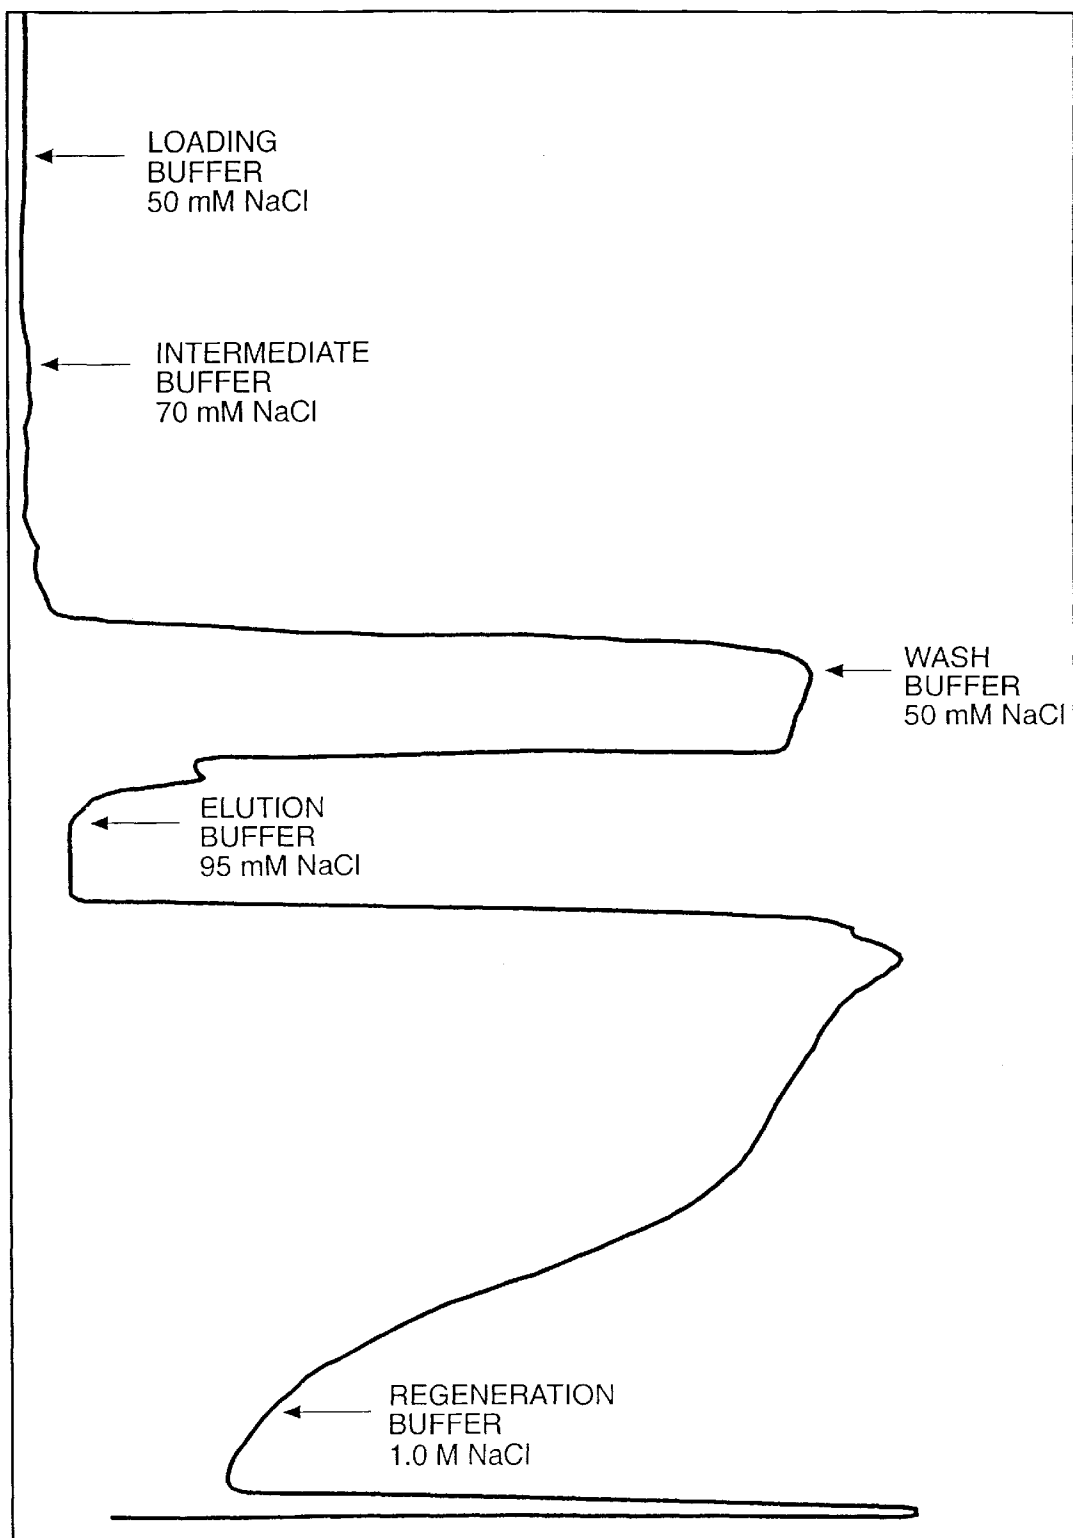 LOADING
BUFFER
50 mM NaCl
INTERMEDIATE
BUFFER
70 mM NaCl
WASH
BUFFER
50 mM NaCl
ELUTION
BUFFER
95 mM NaCl
REGENERATION
BUFFER
1.0 M NaCl